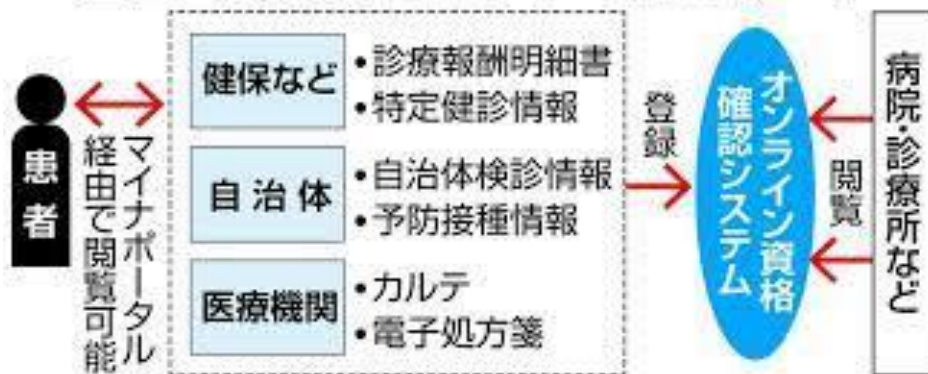 患者
マイナポータル
経由で閲覧可能
健保など
・診療報酬明細書
・特定健診情報
自治体
・自治体検診情報
・予防接種情報
医療機関
・カルテ
・電子処方箋
登録
オンライン資格
確認システム
閲覧
病院・診療所など